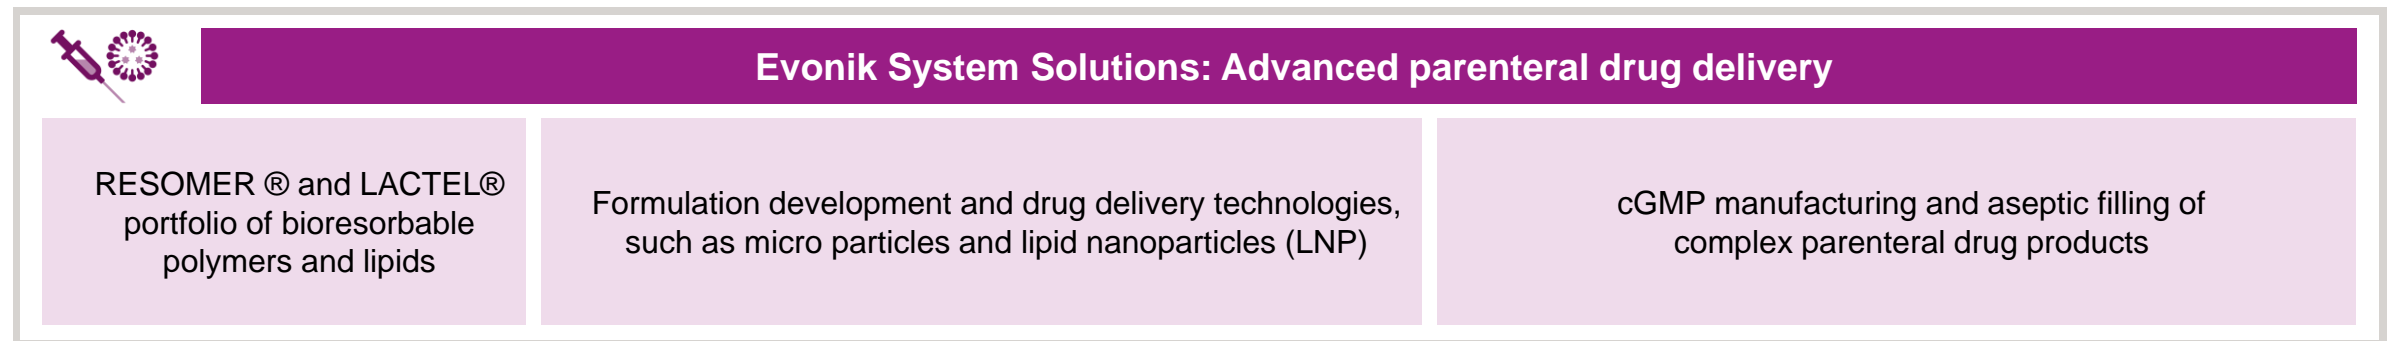 Evonik System Solutions: Advanced parenteral drug delivery
RESOMER ® and LACTEL®
portfolio of bioresorbable
polymers and lipids
Formulation development and drug delivery technologies,
such as micro particles and lipid nanoparticles (LNP)
cGMP manufacturing and aseptic filling of
complex parenteral drug products